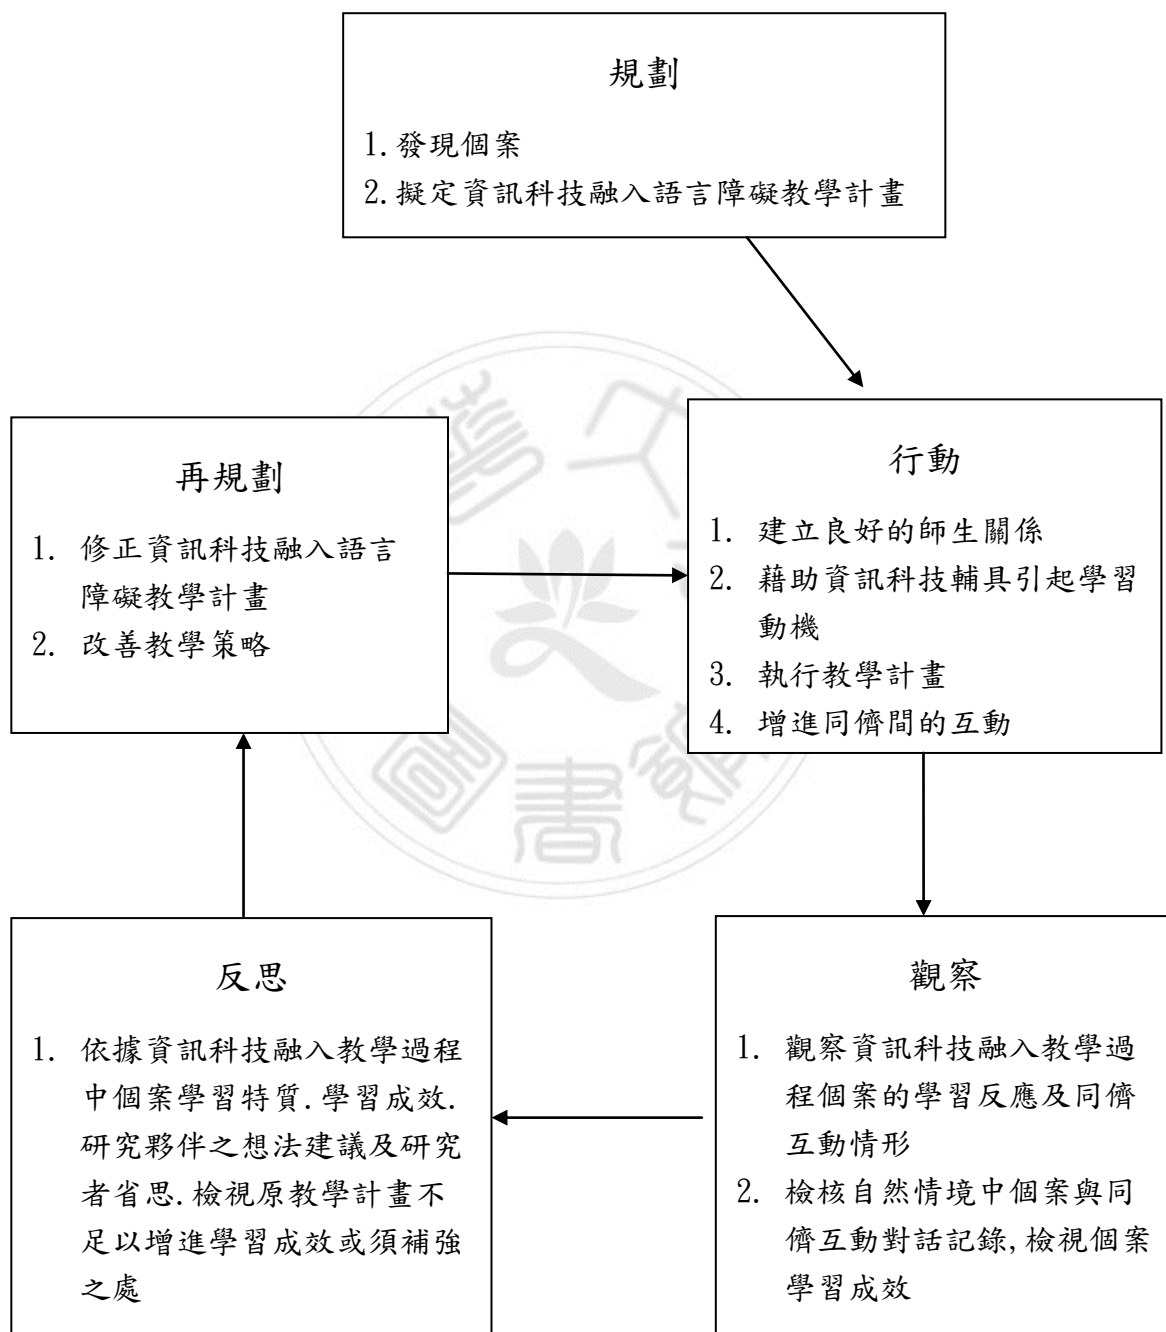 規劃
1.發現個案
2.擬定資訊科技融入語言障礙教學計畫
再規劃
1. 修正資訊科技融入語言
障礙教學計畫
2. 改善教學策略
行動
1. 建立良好的師生關係
2. 藉助資訊科技輔具引起學習
動機
3. 執行教學計畫
4. 增進同儕間的互動
反思
1. 依據資訊科技融入教學過程
中個案學習特質.學習成效.
研究夥伴之想法建議及研究
者省思.檢視原教學計畫不
足以增進學習成效或須補強
之處
觀察
1. 觀察資訊科技融入教學過
程個案的學習反應及同儕
互動情形
2. 檢核自然情境中個案與同
儕互動對話記錄,檢視個案
學習成效